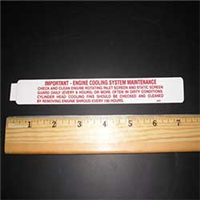 IMPORTANT - ENGINE COOLING SYSTEM MAINTENANCE
CHECK AND CLEAN ENGINE ROTATING INLET SCREEN AND STATIC SCREEN
GUARD DAILY (EVERY 8 HOURS) OR MORE OFTEN IN DIRTY CONDITIONS
CYLINDER HEAD COOLING FINS SHOULD BE CHECKED AND CLEANED
BY REMOVING ENGINE SHROUD EVERY 100 HOURS.
1 2 3 4 5 6 7